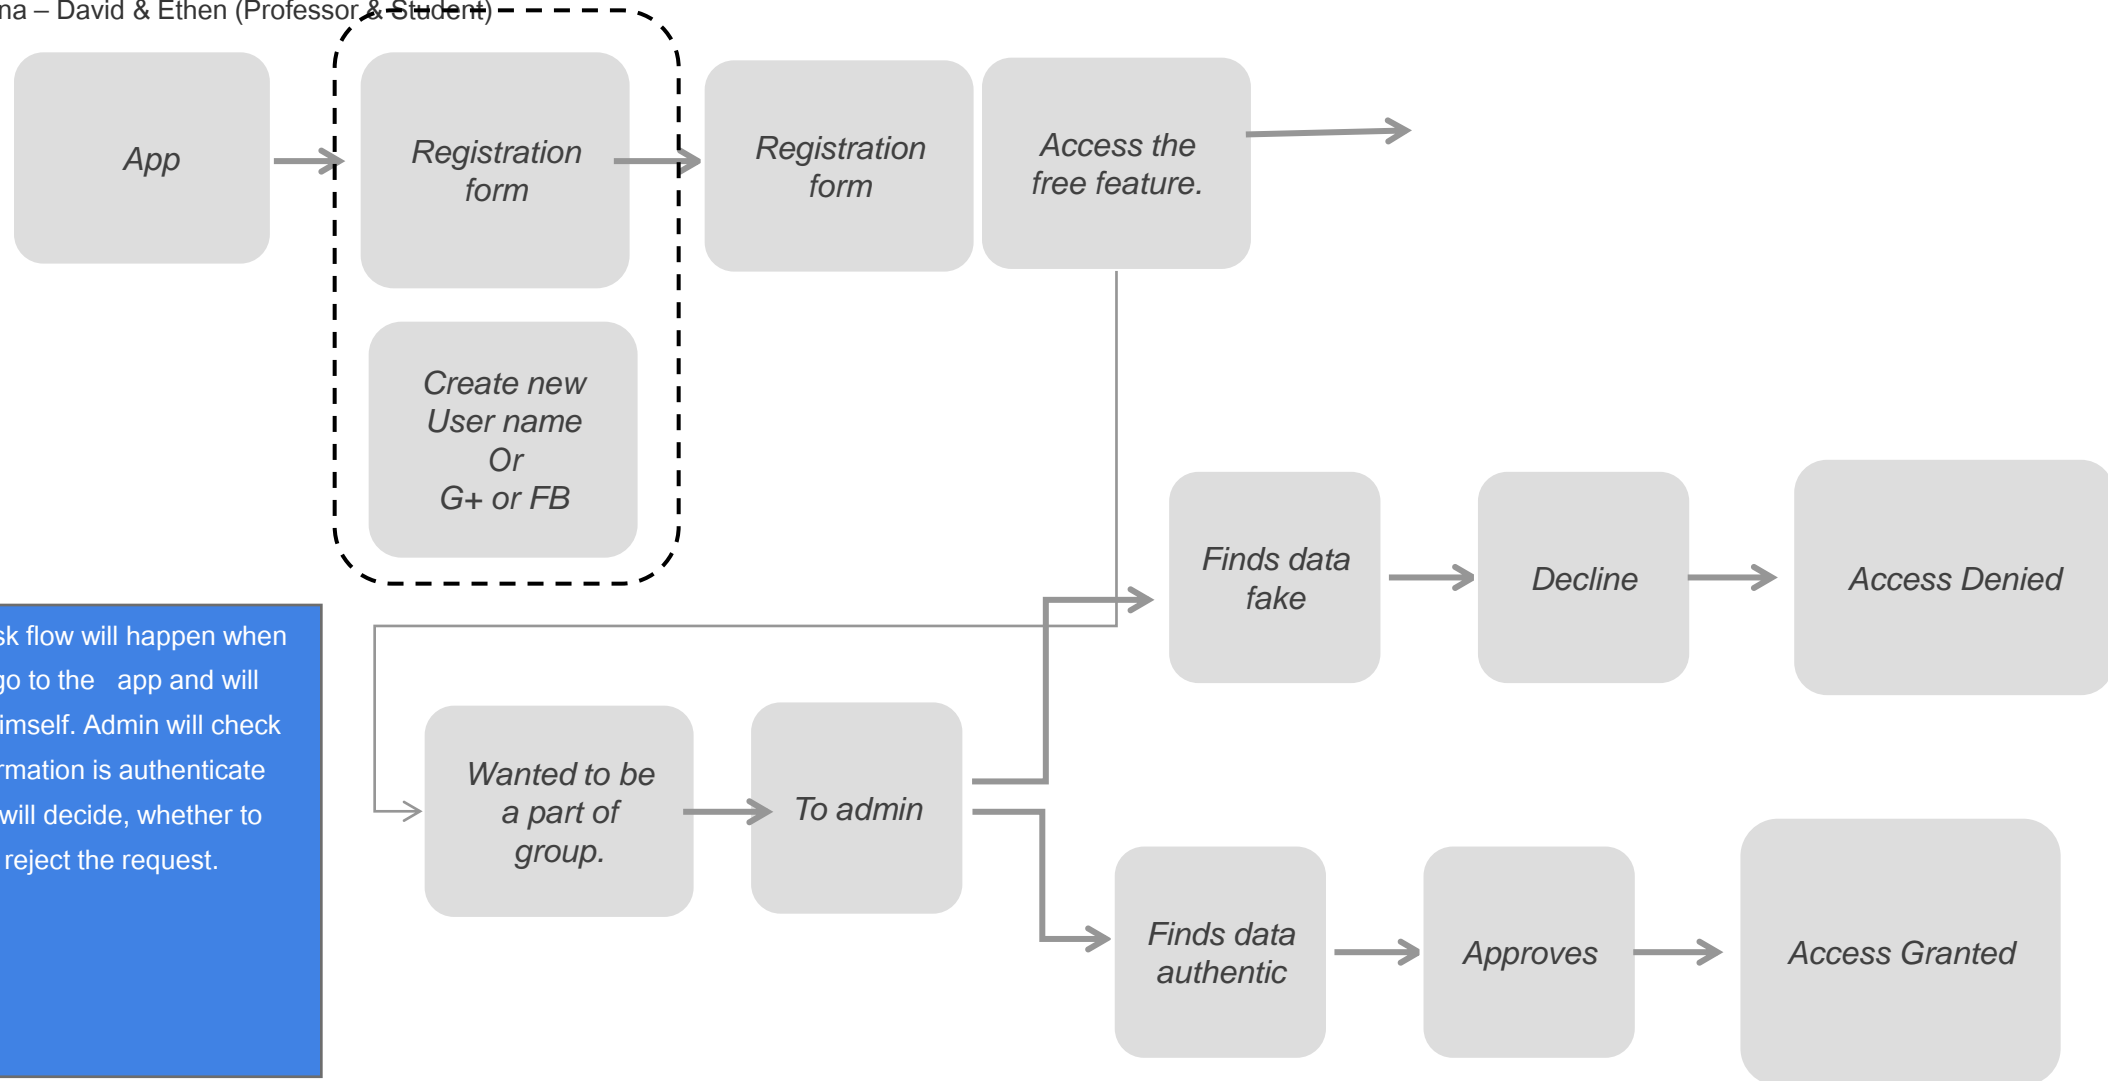 na – David & Ethen (Professor & Student)
App
Registration
form
Registration
form
Access the
free feature.
Create new
User name
Or
G+ or FB
Finds data
fake
Decline
Access Denied
sk flow will happen when
go to the app and will
imself. Admin will check
rmation is authenticate
will decide, whether to
reject the request.
Wanted to be
a part of
group.
To admin
Finds data
authentic
Approves
Access Granted